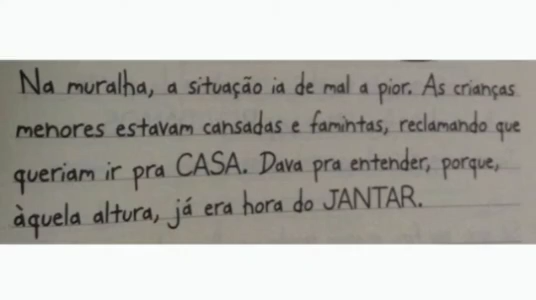 Na muralha, a situação ia de mal a pior. As crianças
menores estavam cansadas e famintas, reclamando que
queriam ir pra CASA. Dava pra entender, porque,
àquela altura, já era hora do JANTAR.